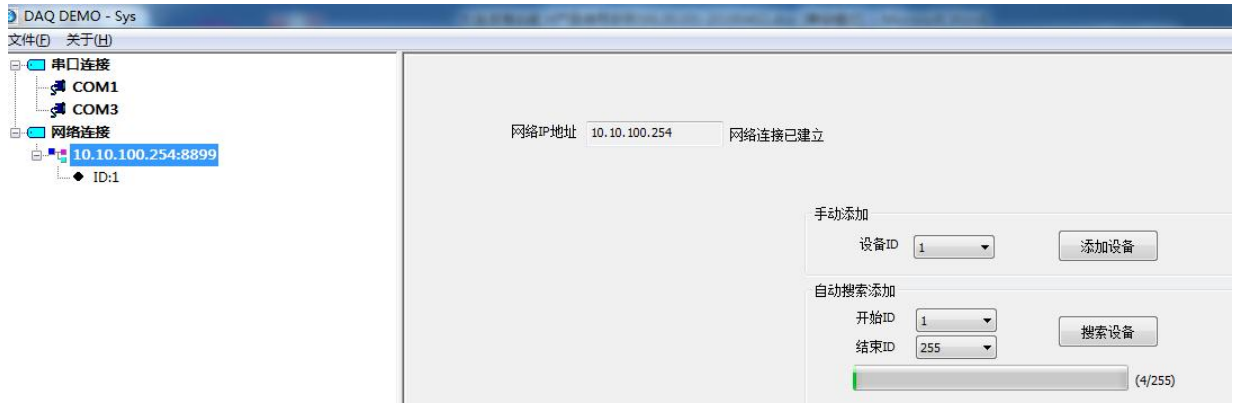 DAQ DEMO - Sys
文件(F) 关于(H)
串口连接
COM1
COM3
网络连接
10.10.100.254:8899
ID:1
网络IP地址 10.10.100.254 网络连接已建立
手动添加
设备ID 1 添加设备
自动搜索添加
开始ID 1
搜索设备
结束ID 255
(4/255)